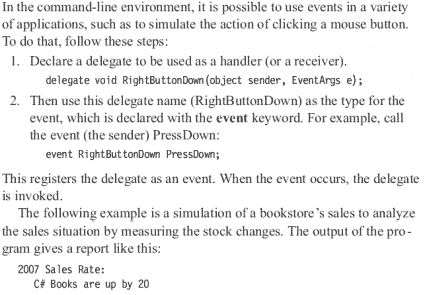 In the command-line environment, it is possible to use events in a variety
of applications, such as to simulate the action of clicking a mouse button.
To do that, follow these steps:
1. Declare a delegate to be used as a handler (or a receiver).
delegate void RightButtonDown(object sender, EventArgs e);
2. Then use this delegate name (RightButtonDown) as the type for the
event, which is declared with the event keyword. For example, call
the event (the sender) PressDown:
event RightButtonDown PressDown;
This registers the delegate as an event. When the event occurs, the delegate
is invoked.
The following example is a simulation of a bookstore's sales to analyze
the sales situation by measuring the stock changes. The output of the pro-
gram gives a report like this:
2007 Sales Rate:
C# Books are up by 20